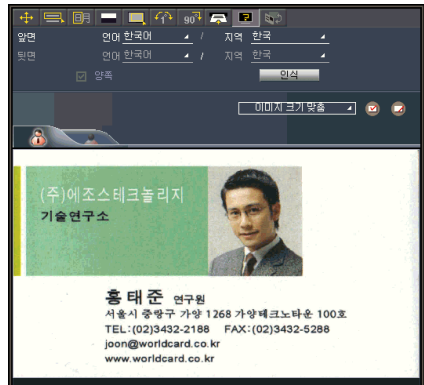 90°
앞면 언어 한국어 / 지역 한국
뒷면 언어 한국어 / 지역 한국
양쪽 인식
이미지 크기 맞춤
(주)에조스테크놀리지
기술연구소
홍태준 연구원
서울시 중랑구 가양 1268 가양테크노타운 100호
TEL:(02)3432-2188 FAX:(02)3432-5288
joon@worldcard.co.kr
www.worldcard.co.kr